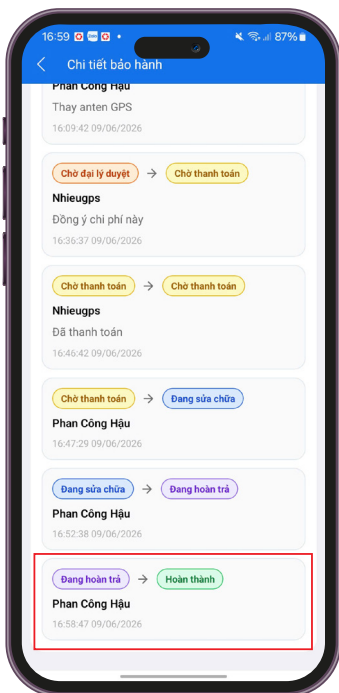 16:59 87%
Chi tiết bảo hành
Phan Công Hậu
Thay anten GPS
16:09:42 09/06/2026
Chờ đại lý duyệt → Chờ thanh toán
Nhieugps
Đồng ý chi phí này
16:36:37 09/06/2026
Chờ thanh toán → Chờ thanh toán
Nhieugps
Đã thanh toán
16:46:42 09/06/2026
Chờ thanh toán → Đang sửa chữa
Phan Công Hậu
16:47:29 09/06/2026
Đang sửa chữa → Đang hoàn trả
Phan Công Hậu
16:52:38 09/06/2026
Đang hoàn trả → Hoàn thành
Phan Công Hậu
16:58:47 09/06/2026